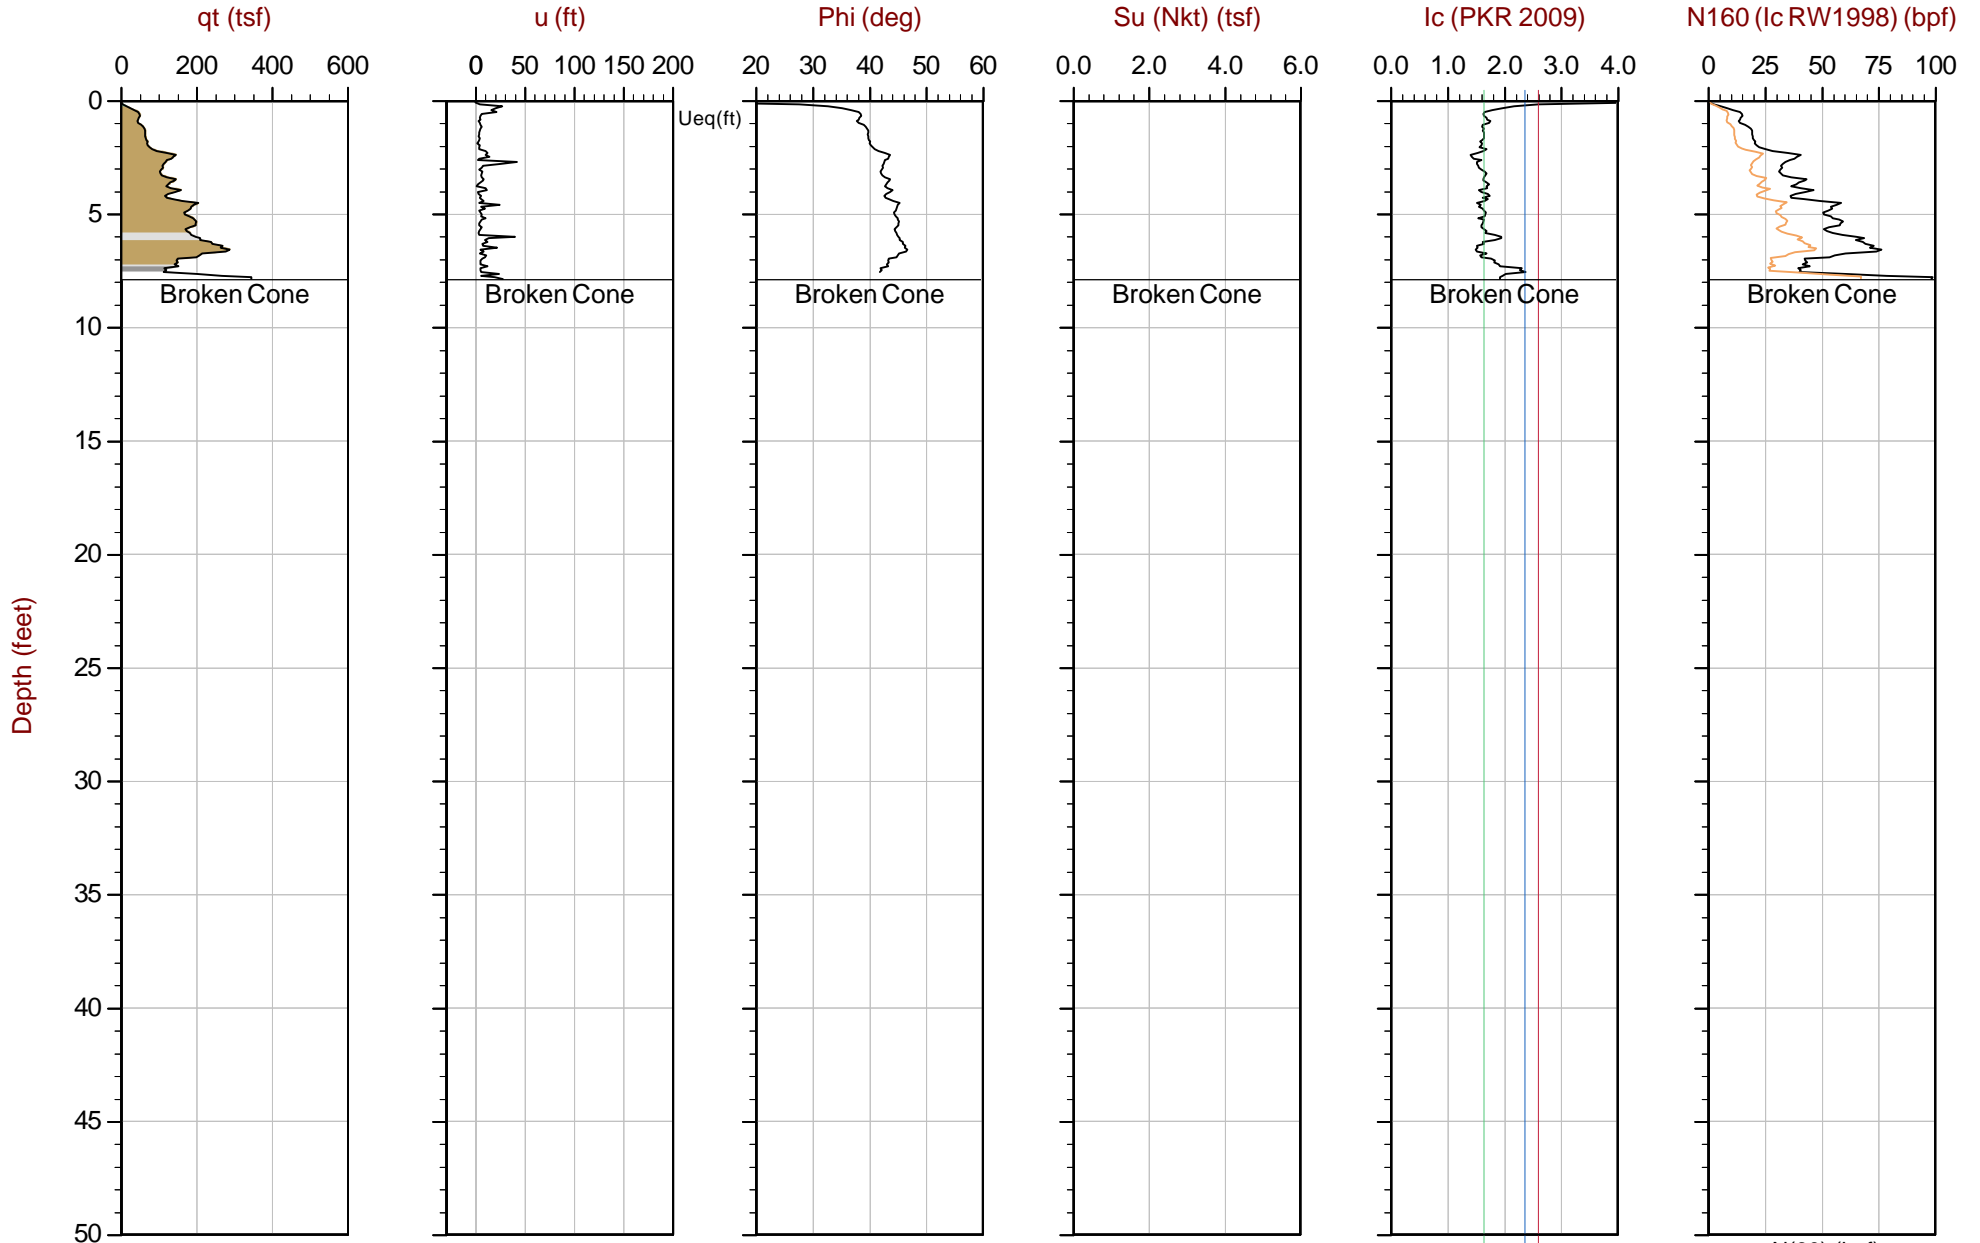 qt (tsf) u (ft) Phi (deg) Su (Nkt) (tsf) Ic (PKR 2009) N160 (Ic RW1998) (bpf)
0 200 400 600 0 50 100 150 200 20 30 40 50 60 0.0 2.0 4.0 6.0 0.0 1.0 2.0 3.0 4.0 0 25 50 75 100
0
Ueq(ft)
5
Broken Cone Broken Cone Broken Cone Broken Cone Broken Cone Broken Cone
10
15
20
25
Depth (feet)
30
35
40
45
50